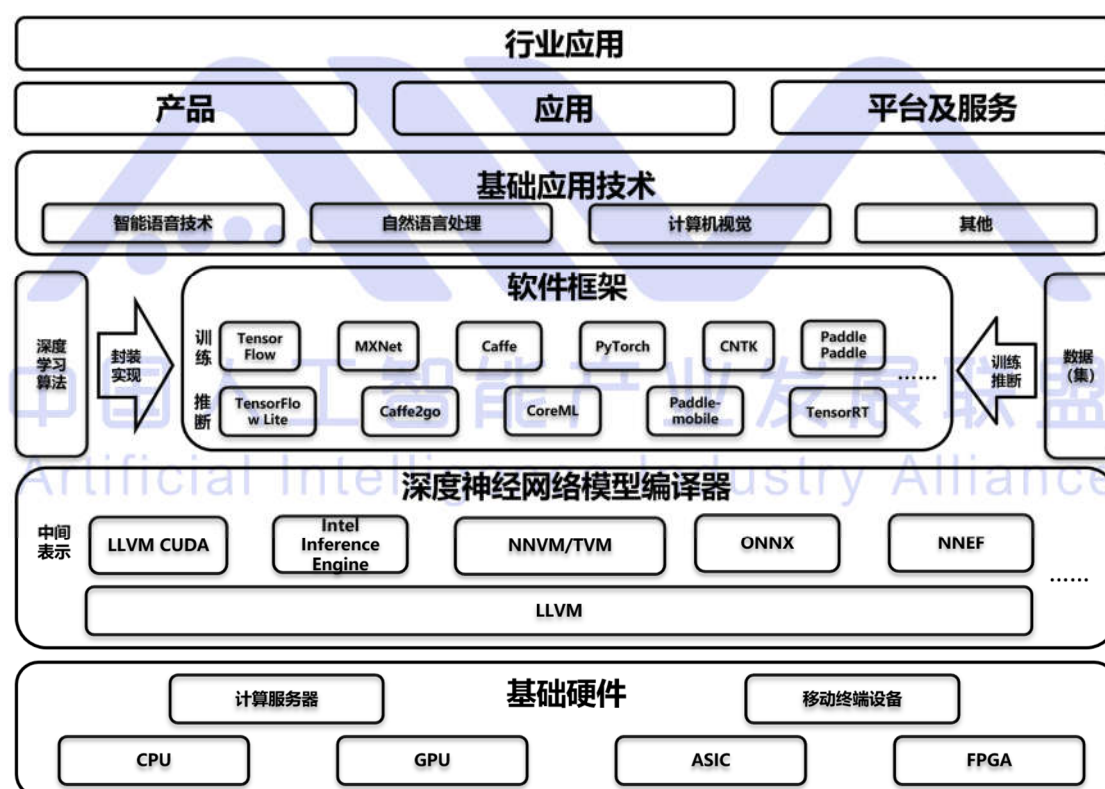 行业应用
产品
应用
平台及服务
基础应用技术
智能语音技术
自然语言处理
计算机视觉
其他
深度
学习
算法
封装
实现
软件框架
训
练
Tensor
Flow
MXNet
Caffe
PyTorch
CNTK
Paddle
Paddle
……
推
断
TensorFlo
w Lite
Caffe2go
CoreML
Paddle-
mobile
TensorRT
训练
推断
数据
（集）
中国人工智能产业发展联盟
Artificial Intelligence Industry Alliance
深度神经网络模型编译器
中间
表示
LLVM CUDA
Intel
Inference
Engine
NNVM/TVM
ONNX
NNEF
……
LLVM
基础硬件
计算服务器
移动终端设备
CPU
GPU
ASIC
FPGA